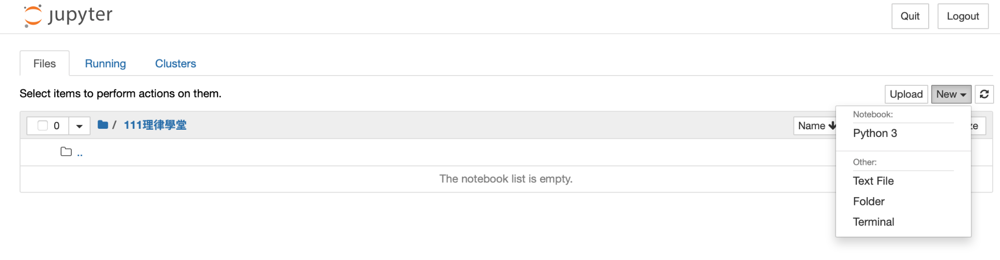 jupyter
Quit
Logout
Files
Running
Clusters
Select items to perform actions on them.
Upload
New
0
/ 111理律學堂
Name
ze
Notebook:
Python 3
..
Other:
The notebook list is empty.
Text File
Folder
Terminal